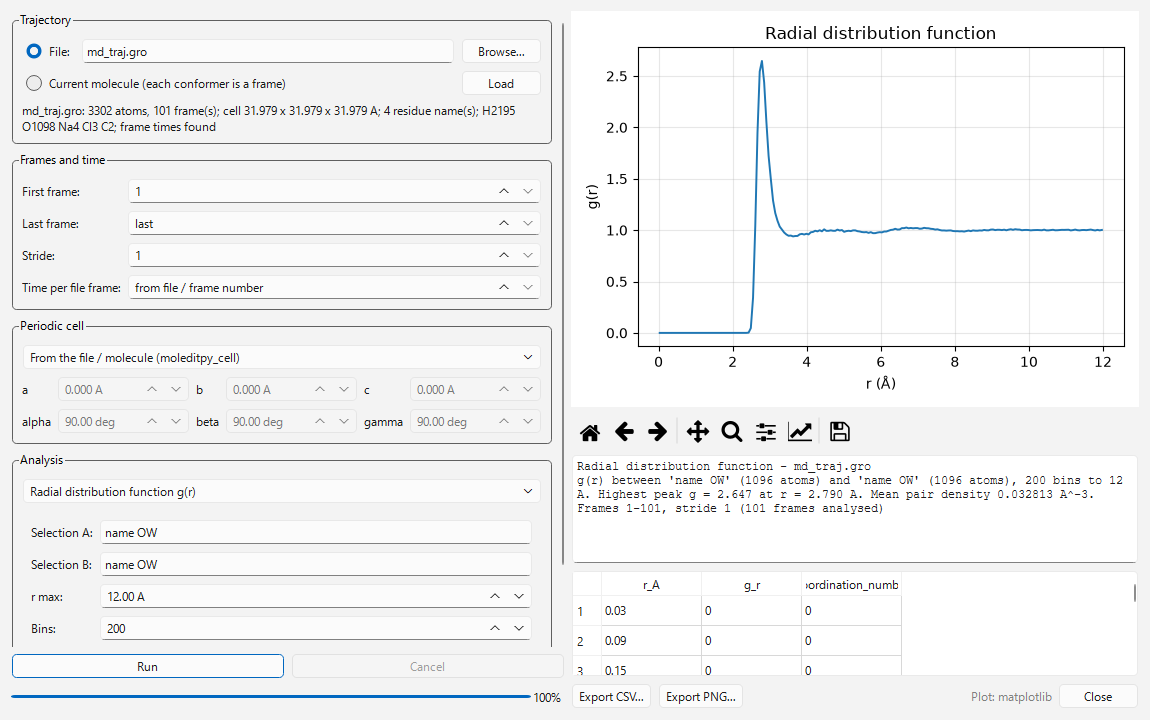 Trajectory
File: md_traj.gro Browse...
Current molecule (each conformer is a frame) Load
md_traj.gro: 3302 atoms, 101 frame(s); cell 31.979 x 31.979 x 31.979 A; 4 residue name(s); H2195
O1098 Na4 Cl3 C2; frame times found
Frames and time
First frame: 1
Last frame: last
Stride: 1
Time per file frame: from file / frame number
Periodic cell
From the file / molecule (moleditpy_cell)
a 0.000 A b 0.000 A c 0.000 A
alpha 90.00 deg beta 90.00 deg gamma 90.00 deg
Analysis
Radial distribution function g(r)
Selection A: name OW
Selection B: name OW
r max: 12.00 A
Bins: 200
Run Cancel
100%
Radial distribution function
g(r)
2.5
2.0
1.5
1.0
0.5
0.0
0 2 4 6 8 10 12
r (Å)
Radial distribution function - md_traj.gro
g(r) between 'name OW' (1096 atoms) and 'name OW' (1096 atoms), 200 bins to 12
A. Highest peak g = 2.647 at r = 2.790 A. Mean pair density 0.032813 A^-3.
Frames 1-101, stride 1 (101 frames analysed)
r_A g_r ordination_numb
1 0.03 0 0
2 0.09 0 0
3 0.15 0 0
Export CSV... Export PNG... Plot: matplotlib Close